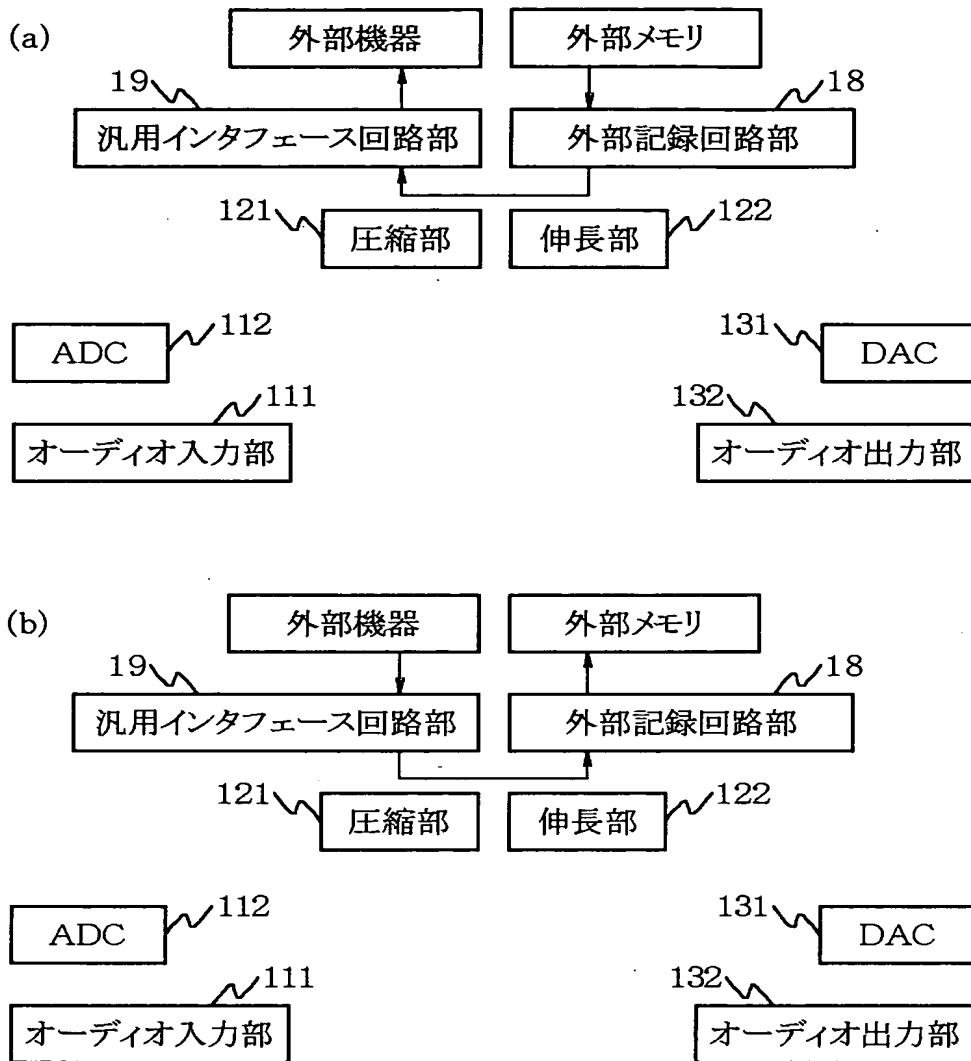 (a)
外部機器
外部メモリ
19
18
汎用インタフェース回路部
外部記録回路部
121
122
圧縮部
伸長部
112
131
ADC
DAC
111
132
オーディオ入力部
オーディオ出力部
(b)
外部機器
外部メモリ
19
18
汎用インタフェース回路部
外部記録回路部
121
122
圧縮部
伸長部
112
131
ADC
DAC
111
132
オーディオ入力部
オーディオ出力部